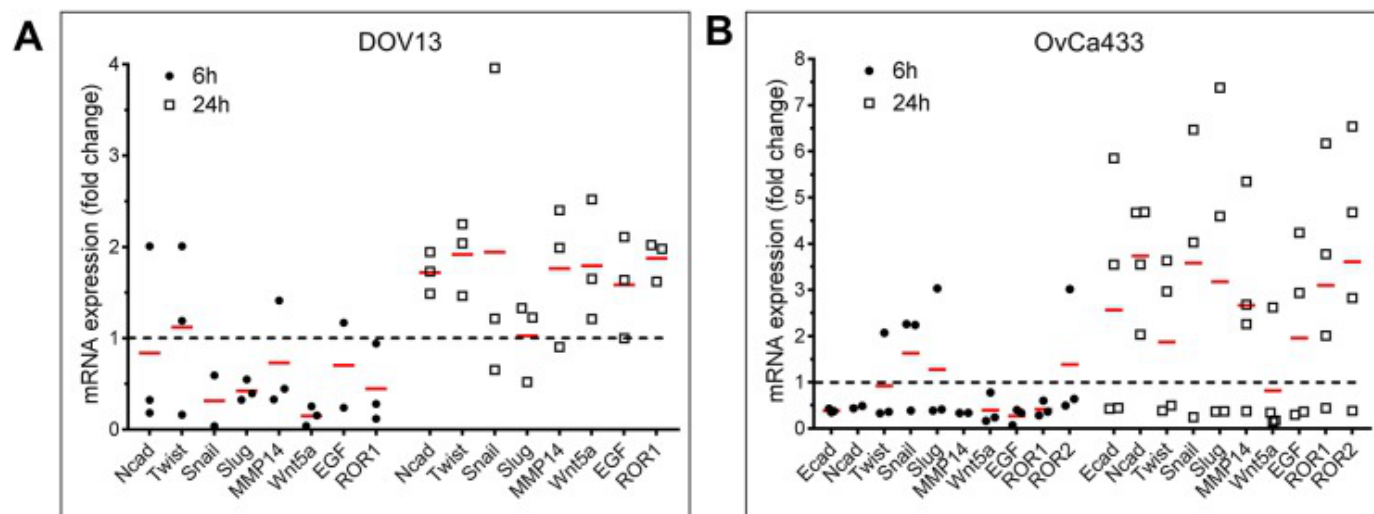 A
DOV13
mRNA expression (fold change)
4
3
2
1
0
6h
24h
Ncad
Twist
Snail
Slug
MMP14
Wnt5a
EGF
ROR1
Ncad
Twist
Snail
Slug
MMP14
Wnt5a
EGF
ROR1
B
OvCa433
mRNA expression (fold change)
8
7
6
5
4
3
2
1
0
6h
24h
Ecad
Ncad
Twist
Snail
Slug
MMP14
Wnt5a
EGF
ROR1
ROR2
Ecad
Ncad
Twist
Snail
Slug
MMP14
Wnt5a
EGF
ROR1
ROR2